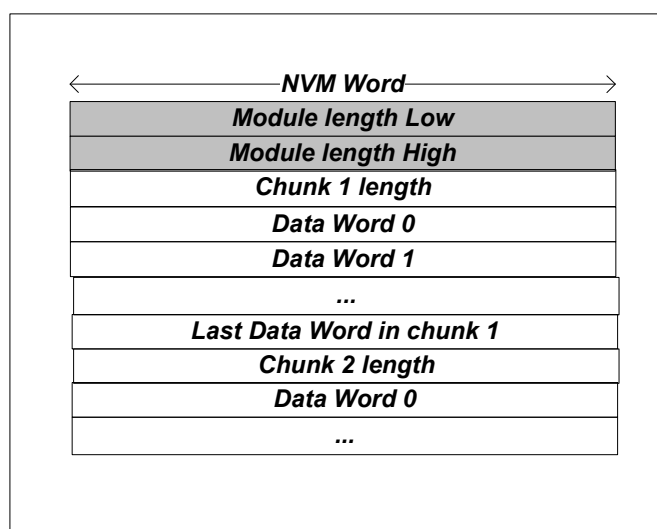 NVM Word
Module length Low
Module length High
Chunk 1 length
Data Word 0
Data Word 1
...
Last Data Word in chunk 1
Chunk 2 length
Data Word 0
...